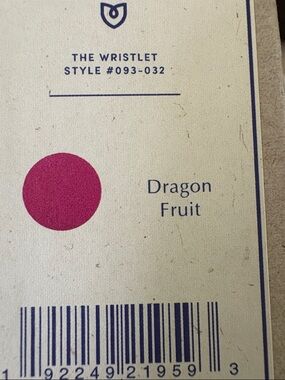 THE WRISTLET
STYLE #093-032
Dragon
Fruit
1 92249 21959 3